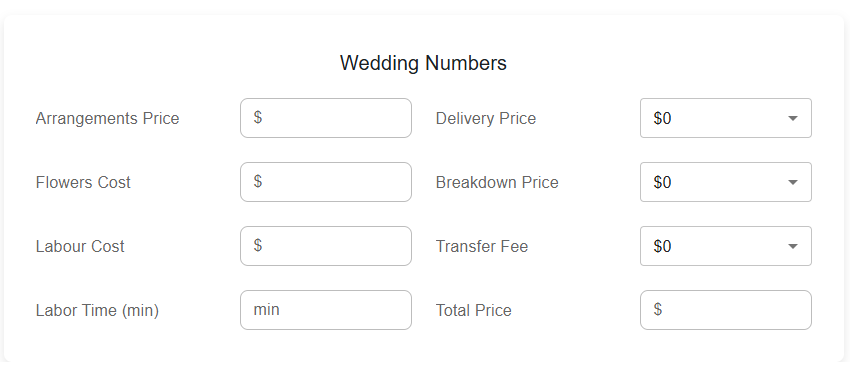 Wedding Numbers
Arrangements Price $ Delivery Price $0
Flowers Cost $ Breakdown Price $0
Labour Cost $ Transfer Fee $0
Labor Time (min) min Total Price $